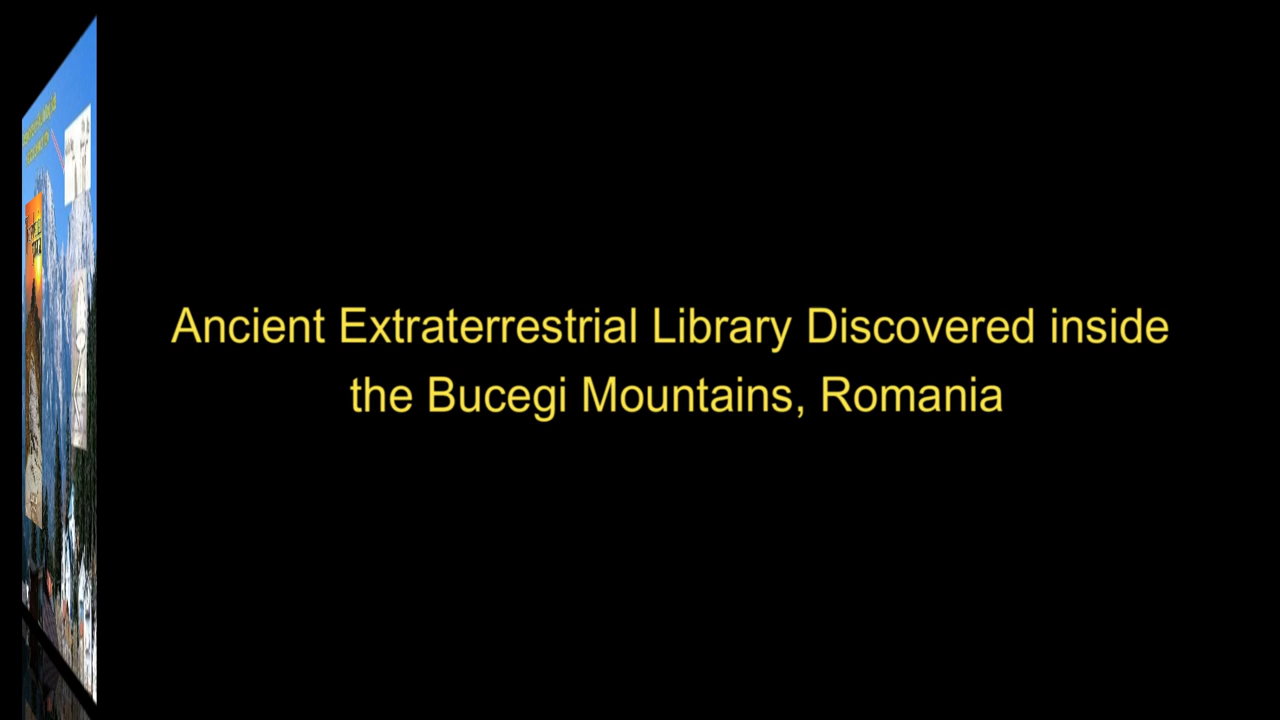 Ancient Extraterrestrial Library Discovered inside
the Bucegi Mountains, Romania